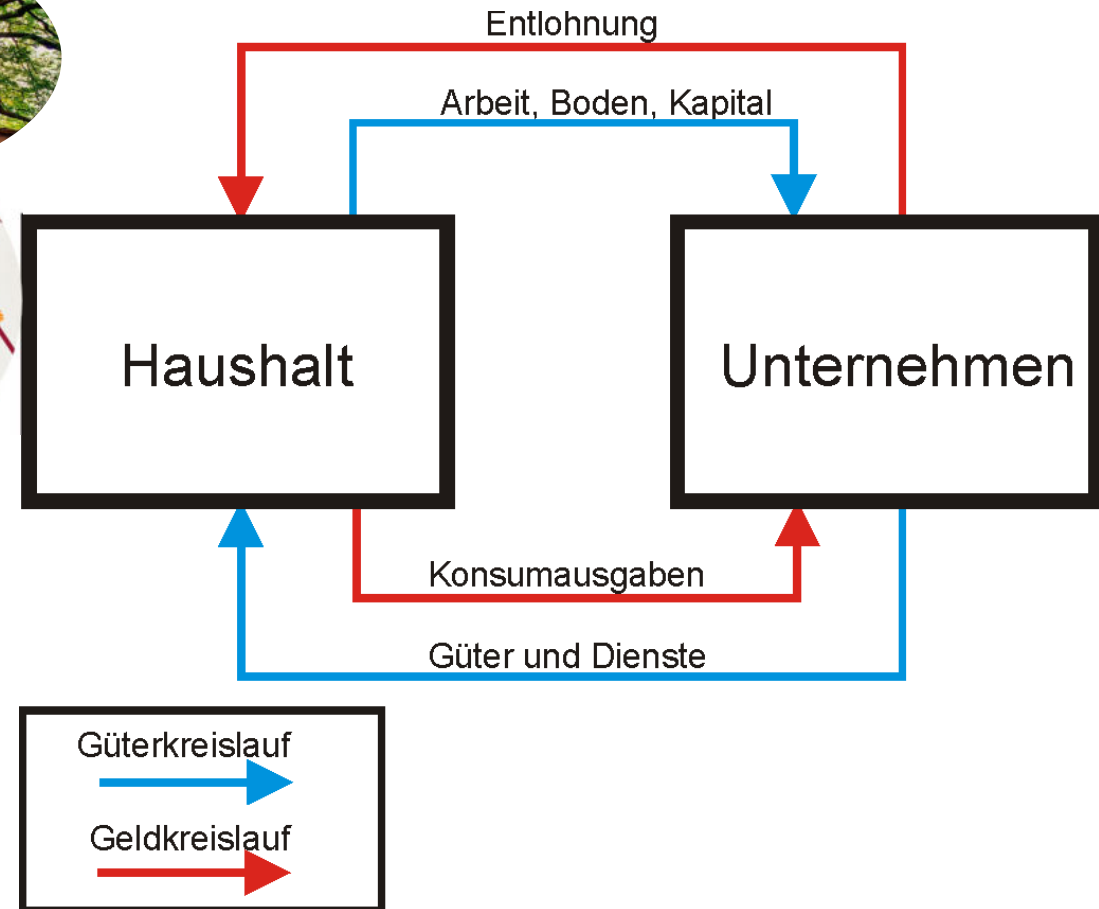 Entlohnung
Arbeit, Boden, Kapital
Haushalt
Unternehmen
Konsumausgaben
Güter und Dienste
Güterkreislauf
Geldkreislauf